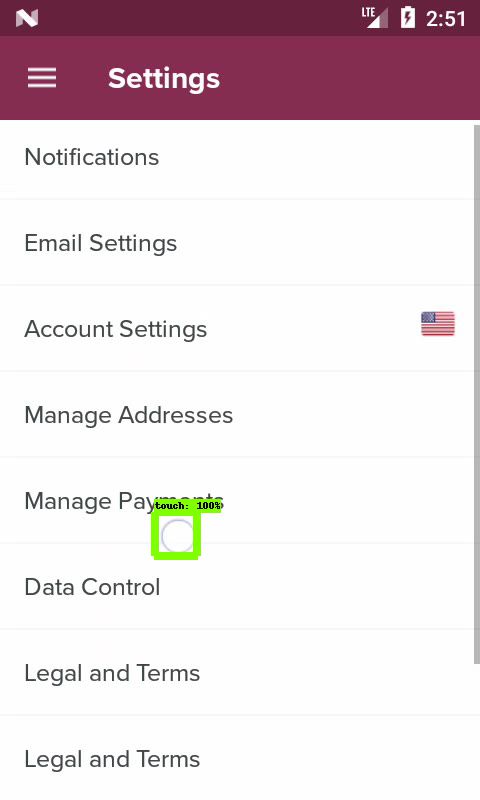 LTE 2:51
Settings
Notifications
Email Settings
Account Settings
Manage Addresses
Manage Payments
touch: 100%
Data Control
Legal and Terms
Legal and Terms